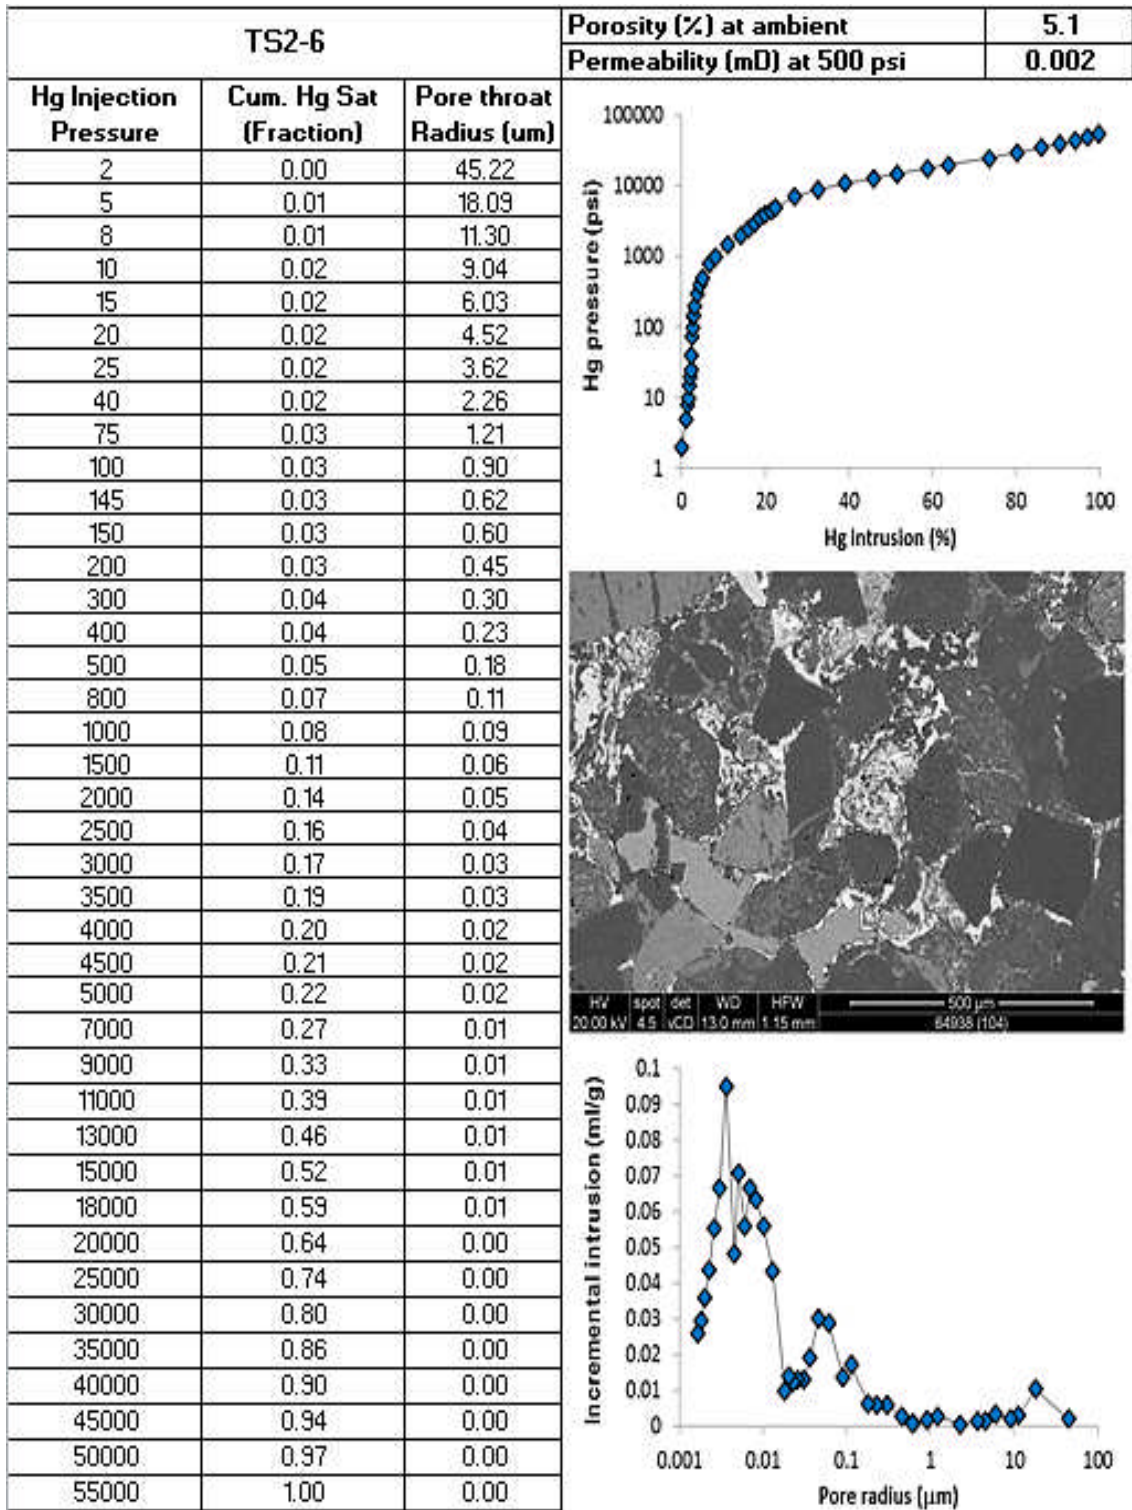 TS2-6
Porosity (%) at ambient 5.1
Permeability (mD) at 500 psi 0.002
Hg Injection Pressure Cum. Hg Sat (Fraction) Pore throat Radius (um)
2 0.00 45.22
5 0.01 18.09
8 0.01 11.30
10 0.02 9.04
15 0.02 6.03
20 0.02 4.52
25 0.02 3.62
40 0.02 2.26
75 0.03 1.21
100 0.03 0.90
145 0.03 0.62
150 0.03 0.60
200 0.03 0.45
300 0.04 0.30
400 0.04 0.23
500 0.05 0.18
800 0.07 0.11
1000 0.08 0.09
1500 0.11 0.06
2000 0.14 0.05
2500 0.16 0.04
3000 0.17 0.03
3500 0.19 0.03
4000 0.20 0.02
4500 0.21 0.02
5000 0.22 0.02
7000 0.27 0.01
9000 0.33 0.01
11000 0.39 0.01
13000 0.46 0.01
15000 0.52 0.01
18000 0.59 0.01
20000 0.64 0.00
25000 0.74 0.00
30000 0.80 0.00
35000 0.86 0.00
40000 0.90 0.00
45000 0.94 0.00
50000 0.97 0.00
55000 1.00 0.00
Hg pressure (psi)
100000
10000
1000
100
10
1
0 20 40 60 80 100
Hg intrusion (%)
HV spot det WD HFW 500 µm
20.00 kV 4.5 vCD 13.0 mm 1.15 mm 64938 (104)
Incremental intrusion (ml/g)
0.1
0.09
0.08
0.07
0.06
0.05
0.04
0.03
0.02
0.01
0
0.001 0.01 0.1 1 10 100
Pore radius (µm)